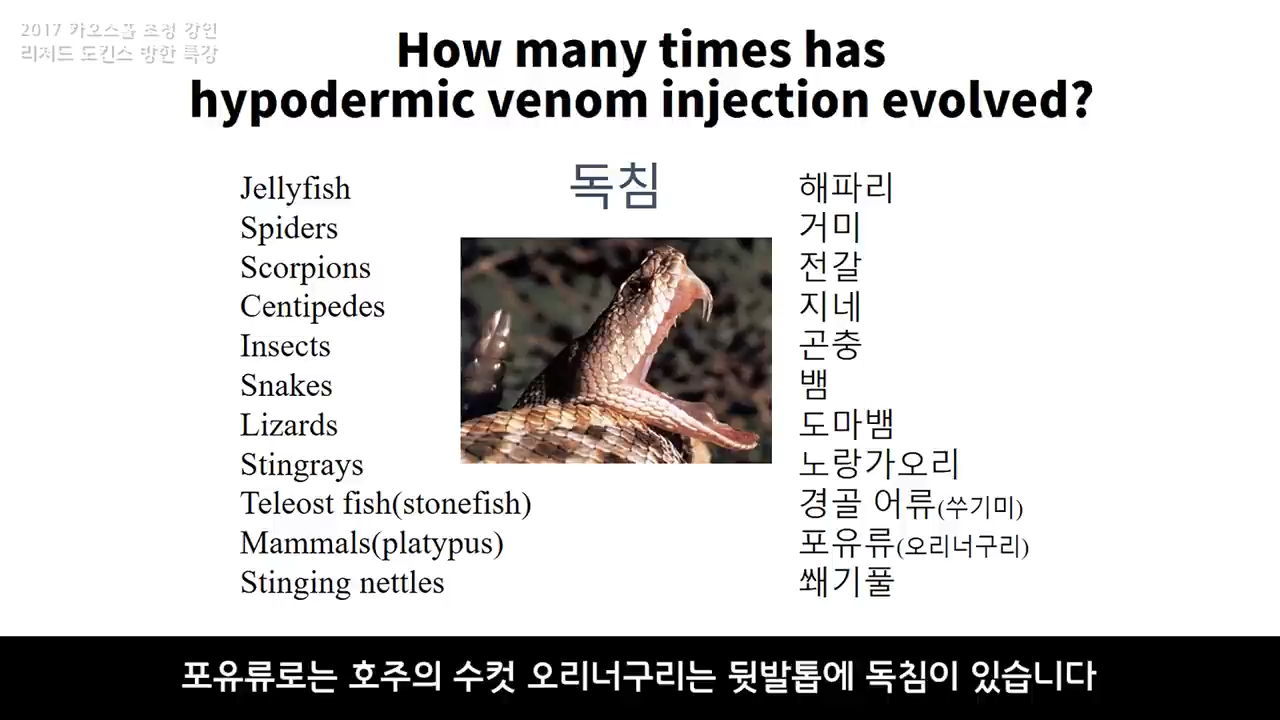 2017 카오스홀 초청 강연
리처드 도킨스 방한 특강
How many times has
hypodermic venom injection evolved?
독침
Jellyfish
Spiders
Scorpions
Centipedes
Insects
Snakes
Lizards
Stingrays
Teleost fish(stonefish)
Mammals(platypus)
Stinging nettles
해파리
거미
전갈
지네
곤충
뱀
도마뱀
노랑가오리
경골 어류(쑤기미)
포유류(오리너구리)
쐐기풀
포유류로는 호주의 수컷 오리너구리는 뒷발톱에 독침이 있습니다